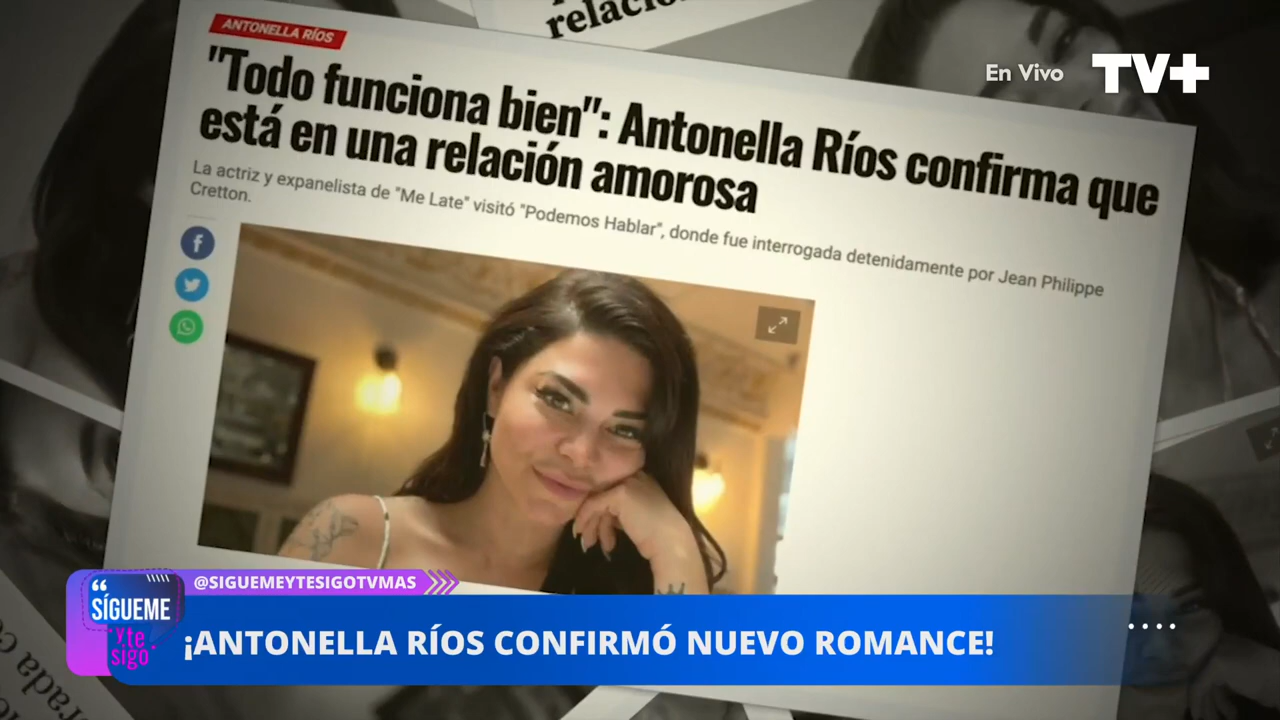 relacio
En Vivo
TV+
ANTONELLA RÍOS
"Todo funciona bien": Antonella Ríos confirma que
está en una relación amorosa
La actriz y expanelista de "Me Late" visitó "Podemos Hablar", donde fue interrogada detenidamente por Jean Philippe
Cretton.
@SIGUEMEYTESIGOTVMAS
SÍGUEME
yte
sigo
¡ANTONELLA RÍOS CONFIRMÓ NUEVO ROMANCE!